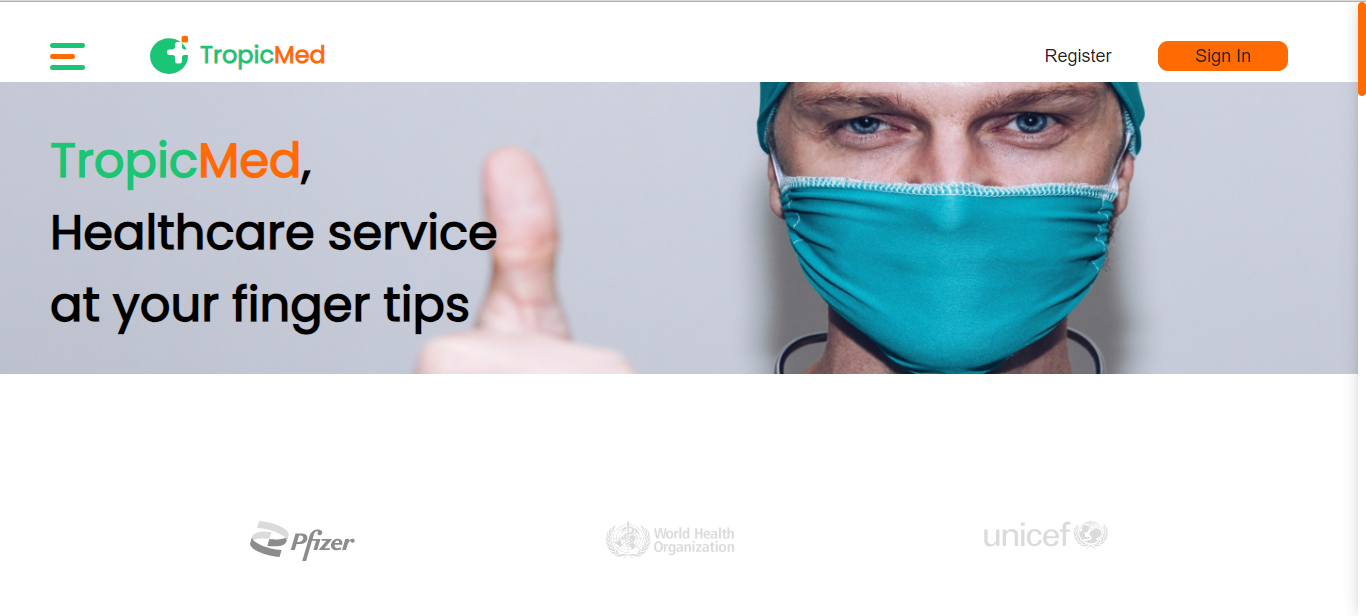 TropicMed
Register
Sign In
TropicMed,
Healthcare service
at your finger tips
Pfizer
World Health
Organization
unicef